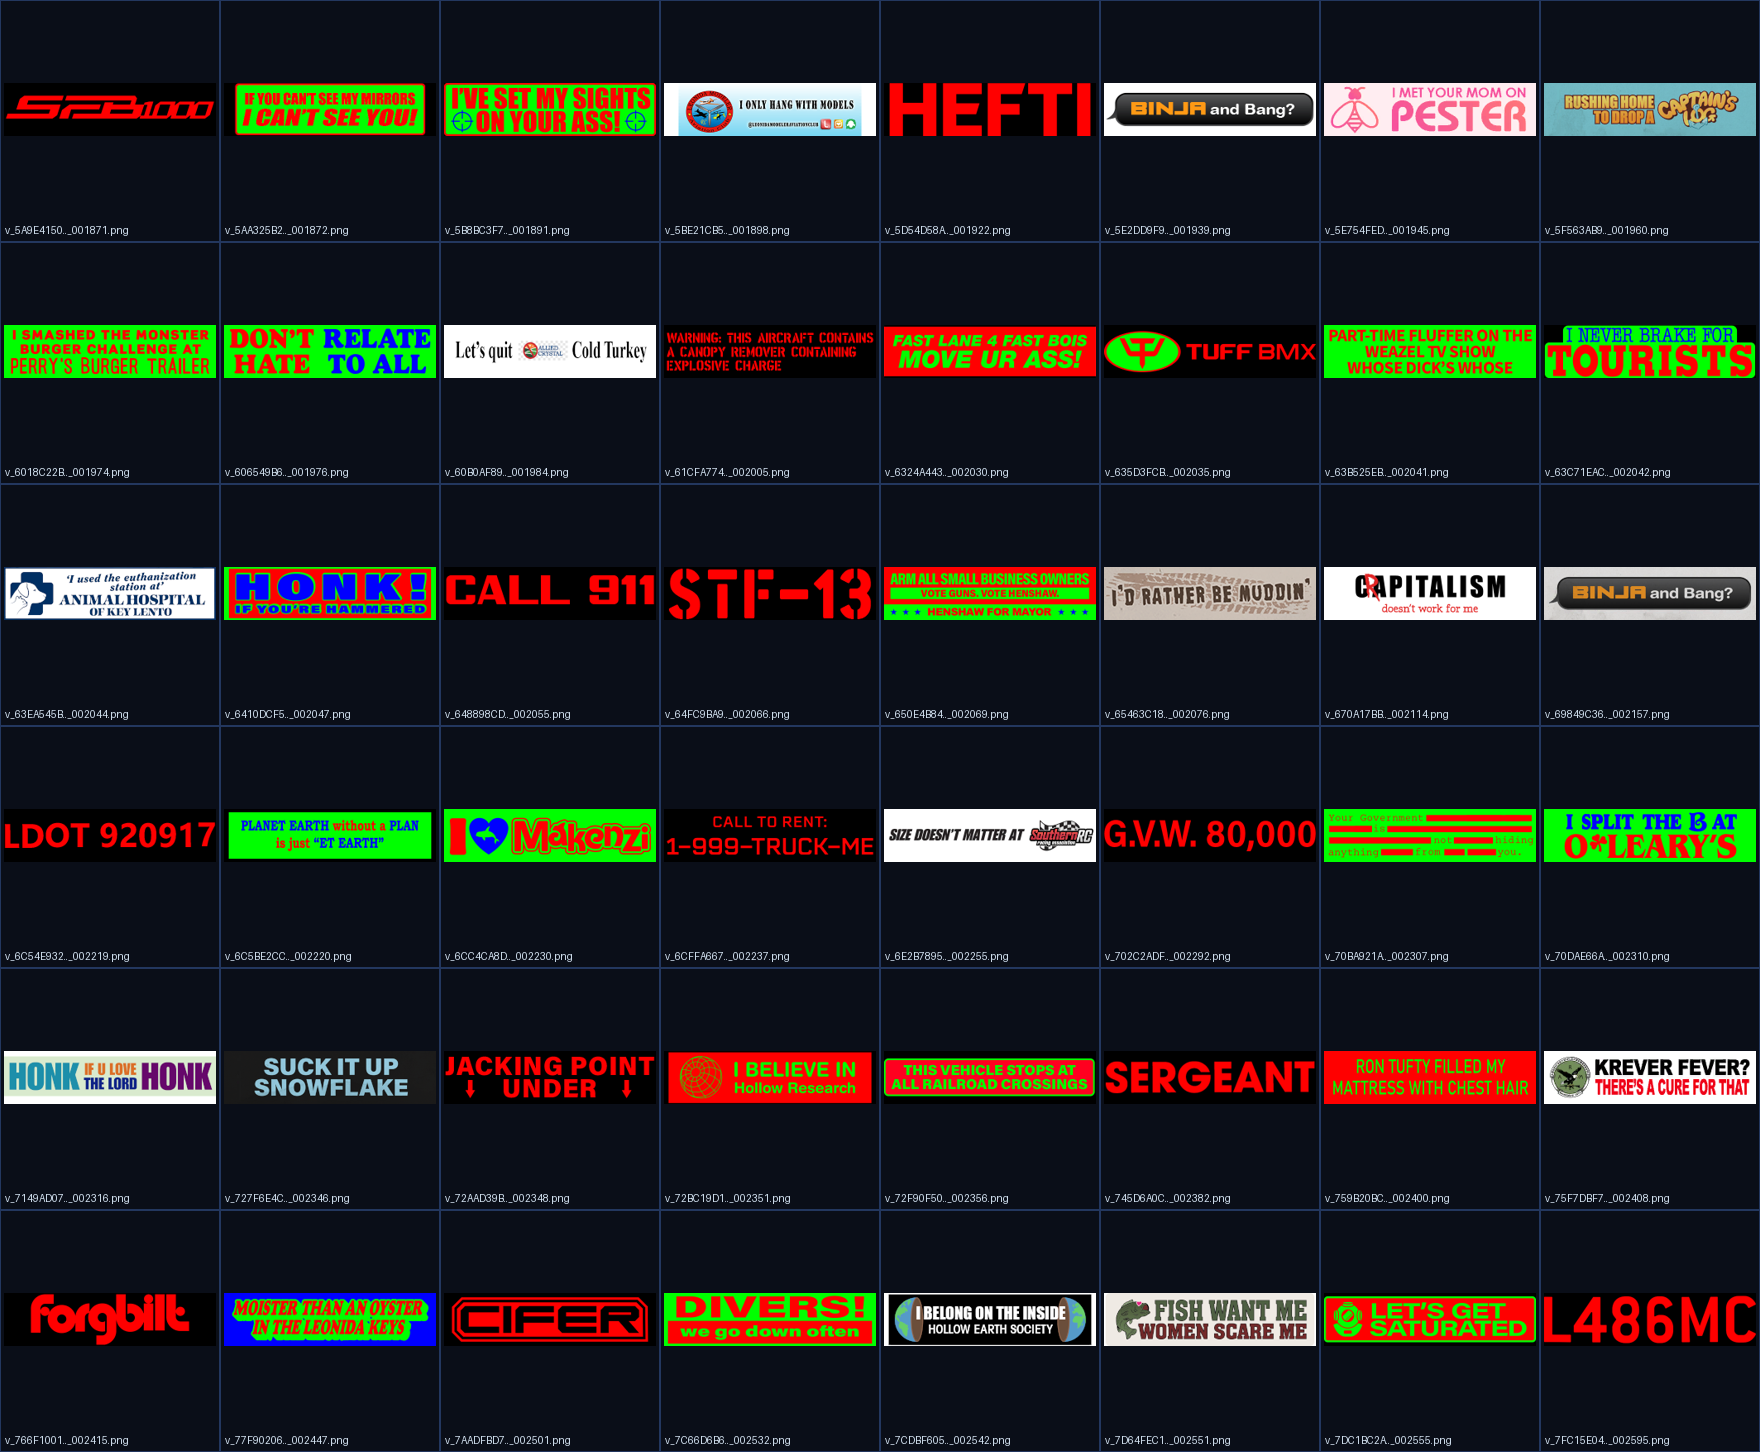 SFB1000
IF YOU CAN'T SEE MY MIRRORS
I CAN'T SEE YOU!
I'VE SET MY SIGHTS
ON YOUR ASS!
I ONLY HANG WITH MODELS
@LEONIDAMODELERAVIATIONCLUB
HEFTI
BINJA and Bang?
I MET YOUR MOM ON
PESTER
RUSHING HOME
TO DROP A
CAPTAIN'S
LOG
v_5A9E4150.._001871.png
v_5AA325B2.._001872.png
v_5B8BC3F7.._001891.png
v_5BE21CB5.._001898.png
v_5D54D58A.._001922.png
v_5E2DD9F9.._001939.png
v_5E754FED.._001945.png
v_5F563AB9.._001960.png
I SMASHED THE MONSTER
BURGER CHALLENGE AT
PERRY'S BURGER TRAILER
DON'T RELATE
HATE TO ALL
Let's quit ALLIED CRYSTAL Cold Turkey
WARNING: THIS AIRCRAFT CONTAINS
A CANOPY REMOVER CONTAINING
EXPLOSIVE CHARGE
FAST LANE 4 FAST BOIS
MOVE UR ASS!
TUFF BMX
PART-TIME FLUFFER ON THE
WEAZEL TV SHOW
WHOSE DICK'S WHOSE
I NEVER BRAKE FOR
TOURISTS
v_6018C22B.._001974.png
v_606549B6.._001976.png
v_60B0AF89.._001984.png
v_61CFA774.._002005.png
v_6324A443.._002030.png
v_635D3FCB.._002035.png
v_63B525EB.._002041.png
v_63C71EAC.._002042.png
'I used the euthanization
station at'
ANIMAL HOSPITAL
OF KEY LENTO
HONK!
IF YOU'RE HAMMERED
CALL 911
STF-13
ARM ALL SMALL BUSINESS OWNERS
VOTE GUNS. VOTE HENSHAW.
★ ★ ★ HENSHAW FOR MAYOR ★ ★ ★
I'D RATHER BE MUDDIN'
CRAPITALISM
doesn't work for me
BINJA and Bang?
v_63EA545B.._002044.png
v_6410DCF5.._002047.png
v_648898CD.._002055.png
v_64FC9BA9.._002066.png
v_650E4B84.._002069.png
v_65463C18.._002076.png
v_670A17BB.._002114.png
v_69849C36.._002157.png
LDOT 920917
PLANET EARTH without a PLAN
is just "ET EARTH"
I Makenzi
CALL TO RENT:
1-999-TRUCK-ME
SIZE DOESN'T MATTER AT Southern RC
racing association
G.V.W. 80,000
Your Government
is
not hiding
anything from you.
I SPLIT THE B AT
O'LEARY'S
v_6C54E932.._002219.png
v_6C5BE2CC.._002220.png
v_6CC4CA8D.._002230.png
v_6CFFA667.._002237.png
v_6E2B7895.._002255.png
v_702C2ADF.._002292.png
v_70BA921A.._002307.png
v_70DAE66A.._002310.png
HONK IF U LOVE THE LORD HONK
SUCK IT UP
SNOWFLAKE
JACKING POINT
UNDER
I BELIEVE IN
Hollow Research
THIS VEHICLE STOPS AT
ALL RAILROAD CROSSINGS
SERGEANT
RON TUFTY FILLED MY
MATTRESS WITH CHEST HAIR
KREVER FEVER?
THERE'S A CURE FOR THAT
v_7149AD07.._002316.png
v_727F6E4C.._002346.png
v_72AAD39B.._002348.png
v_72BC19D1.._002351.png
v_72F90F50.._002356.png
v_745D6A0C.._002382.png
v_759B20BC.._002400.png
v_75F7DBF7.._002408.png
forgbilt
MOISTER THAN AN OYSTER
IN THE LEONIDA KEYS
CIFER
DIVERS!
we go down often
I BELONG ON THE INSIDE
HOLLOW EARTH SOCIETY
FISH WANT ME
WOMEN SCARE ME
LET'S GET
SATURATED
L486MC
v_766F1001.._002415.png
v_77F90206.._002447.png
v_7AADFBD7.._002501.png
v_7C66D6B6.._002532.png
v_7CDBF605.._002542.png
v_7D64FEC1.._002551.png
v_7DC1BC2A.._002555.png
v_7FC15E04.._002595.png